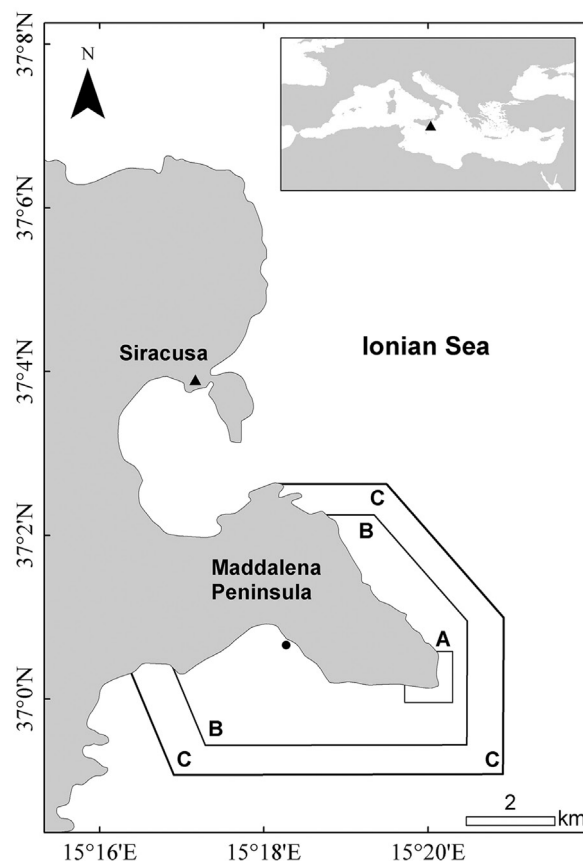 37°8'N
N
37°6'N
Siracusa
Ionian Sea
37°4'N
C
B
37°2'N
Maddalena
Peninsula
A
37°0'N
B
C
C
2
km
15°16'E
15°18'E
15°20'E